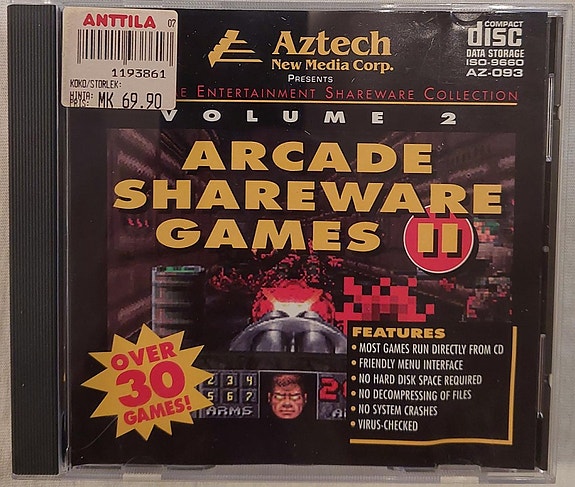 ANTTILA 07
1193861
KOKO/STORLEK:
HINTA:
PRIS: MK 69.90
Aztech
New Media Corp.
PRESENTS
COMPACT
disc
DATA STORAGE
ISO-9660
AZ-093
ENTERTAINMENT SHAREWARE COLLECTION
VOLUME 2
ARCADE
SHAREWARE
GAMES II
OVER
30
GAMES!
FEATURES
• MOST GAMES RUN DIRECTLY FROM CD
• FRIENDLY MENU INTERFACE
• NO HARD DISK SPACE REQUIRED
• NO DECOMPRESSING OF FILES
• NO SYSTEM CRASHES
• VIRUS-CHECKED
2 3 4
5 6 7
ARMS